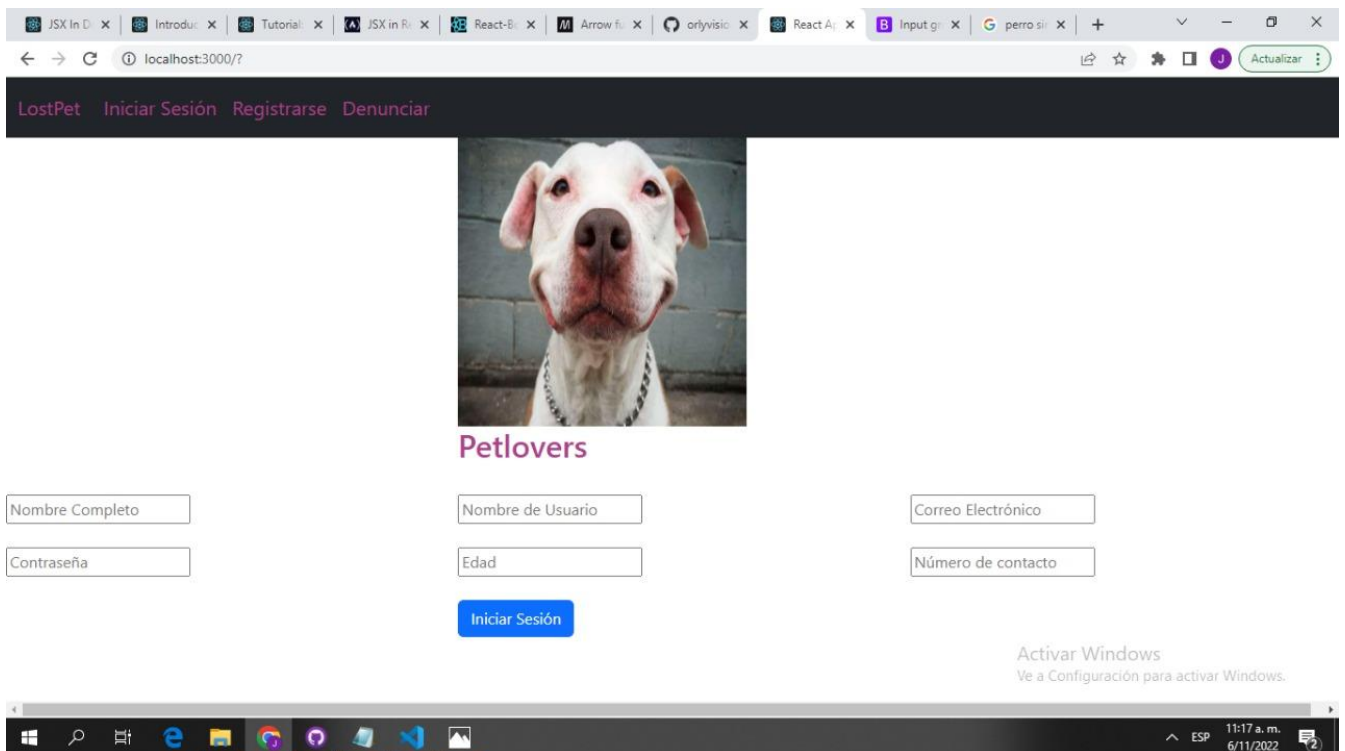 JSX In D
Introduc
Tutorial:
JSX in Re
React-Bo
Arrow fu
orlyvisio
React Ap
Input gr
perro sin
localhost:3000/?
J
Actualizar
LostPet Iniciar Sesión Registrarse Denunciar
Petlovers
Nombre Completo
Nombre de Usuario
Correo Electrónico
Contraseña
Edad
Número de contacto
Iniciar Sesión
Activar Windows
Ve a Configuración para activar Windows.
ESP
11:17 a. m.
6/11/2022
2